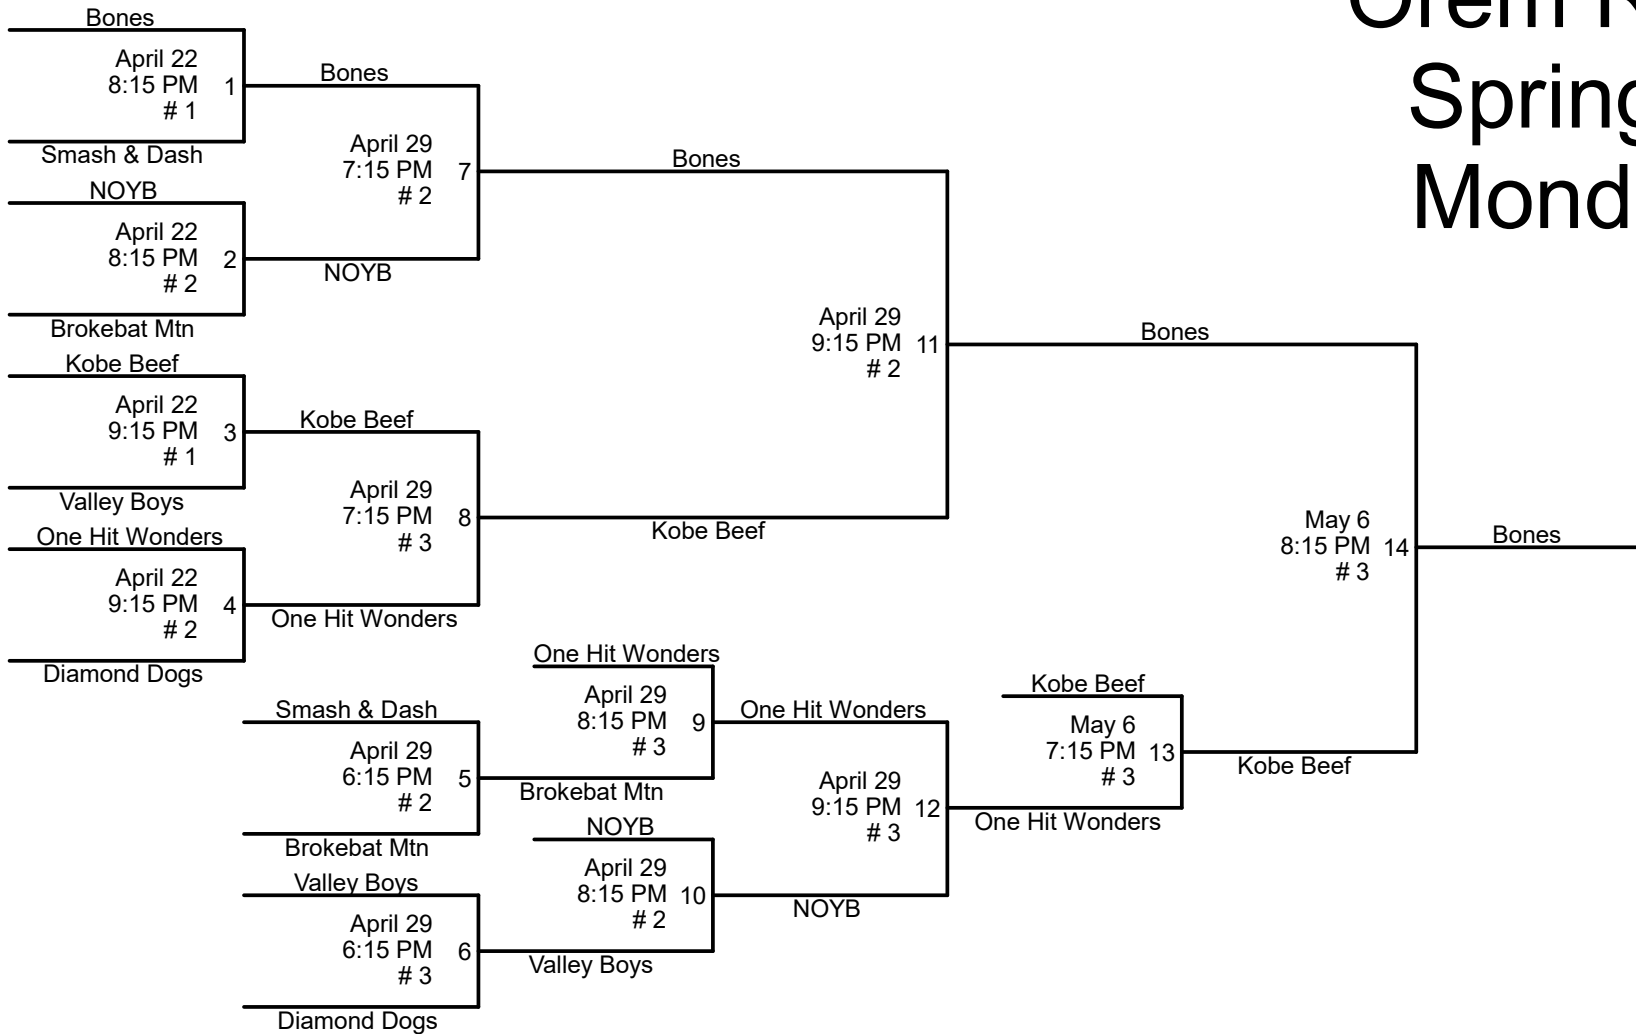 Orem
Spring
Mond
Bones
April 22
8:15 PM
# 1
1
Smash & Dash
NOYB
April 22
8:15 PM
# 2
2
Brokebat Mtn
Kobe Beef
April 22
9:15 PM
# 1
3
Valley Boys
One Hit Wonders
April 22
9:15 PM
# 2
4
Diamond Dogs
Bones
April 29
7:15 PM
# 2
7
NOYB
Kobe Beef
April 29
7:15 PM
# 3
8
One Hit Wonders
Smash & Dash
April 29
6:15 PM
# 2
5
Brokebat Mtn
Valley Boys
April 29
6:15 PM
# 3
6
Diamond Dogs
One Hit Wonders
April 29
8:15 PM
# 3
9
Brokebat Mtn
NOYB
April 29
8:15 PM
# 2
10
Valley Boys
Bones
April 29
9:15 PM
# 2
11
Kobe Beef
One Hit Wonders
April 29
9:15 PM
# 3
12
NOYB
Kobe Beef
May 6
7:15 PM
# 3
13
One Hit Wonders
Bones
May 6
8:15 PM
# 3
14
Kobe Beef
Bones